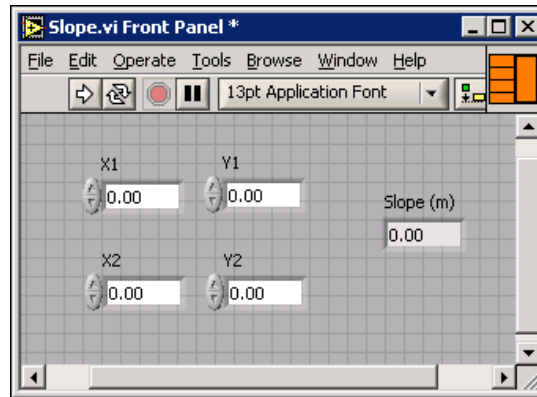 Slope.vi Front Panel *
File Edit Operate Tools Browse Window Help
13pt Application Font
X1 Y1
0.00 0.00
Slope (m)
0.00
X2 Y2
0.00 0.00